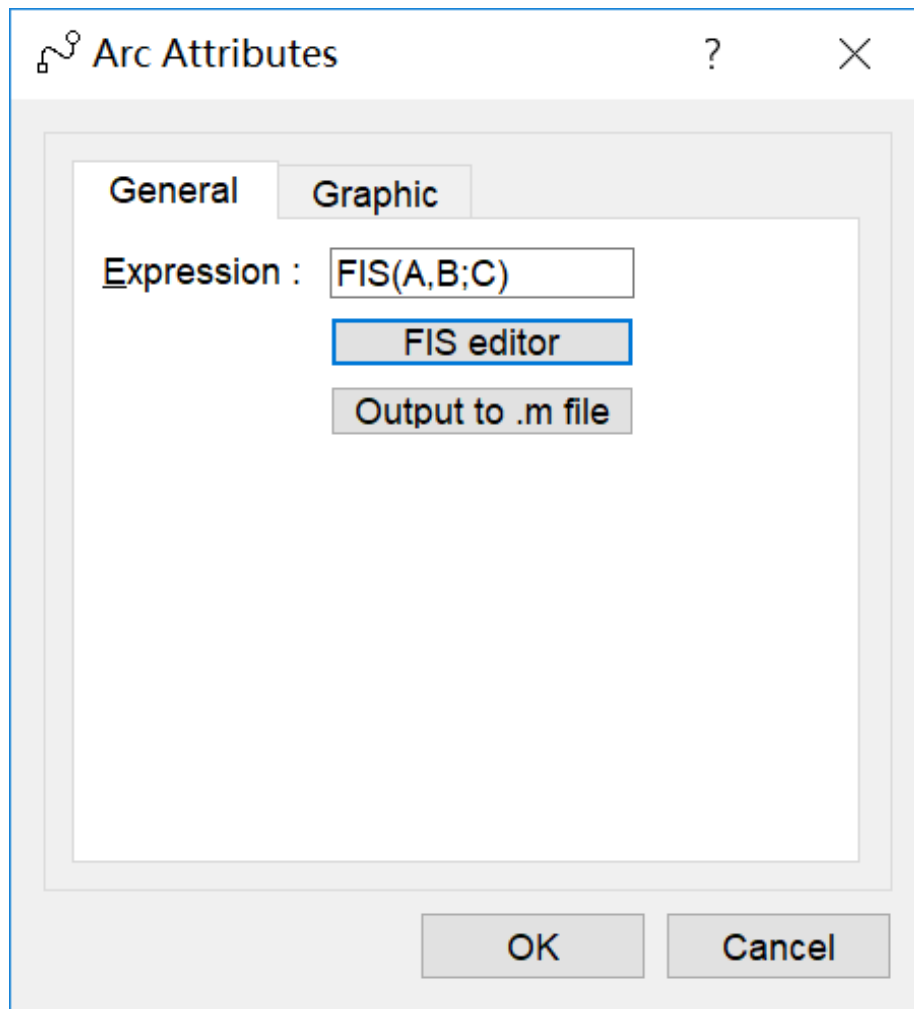 Arc Attributes ?
General Graphic
Expression : FIS(A,B;C)
FIS editor
Output to .m file
OK Cancel